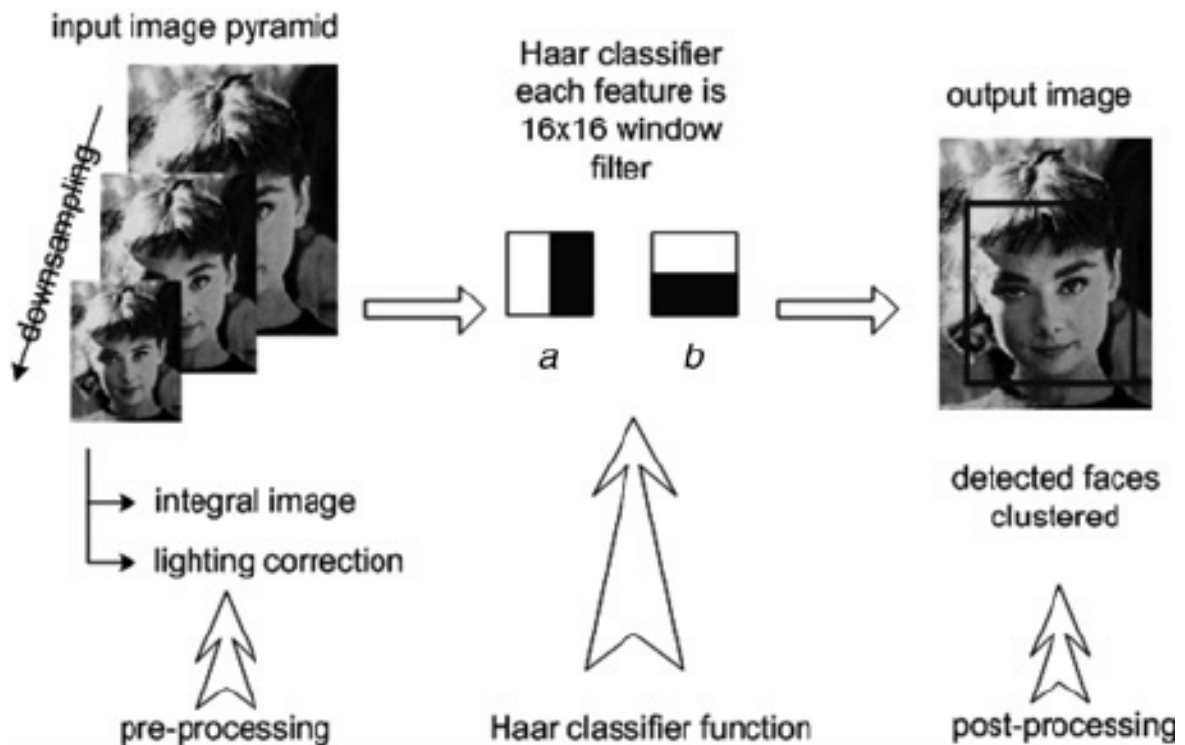 input image pyramid
downsampling
integral image
lighting correction
pre-processing
Haar classifier
each feature is
16x16 window
filter
a
b
Haar classifier function
output image
detected faces
clustered
post-processing